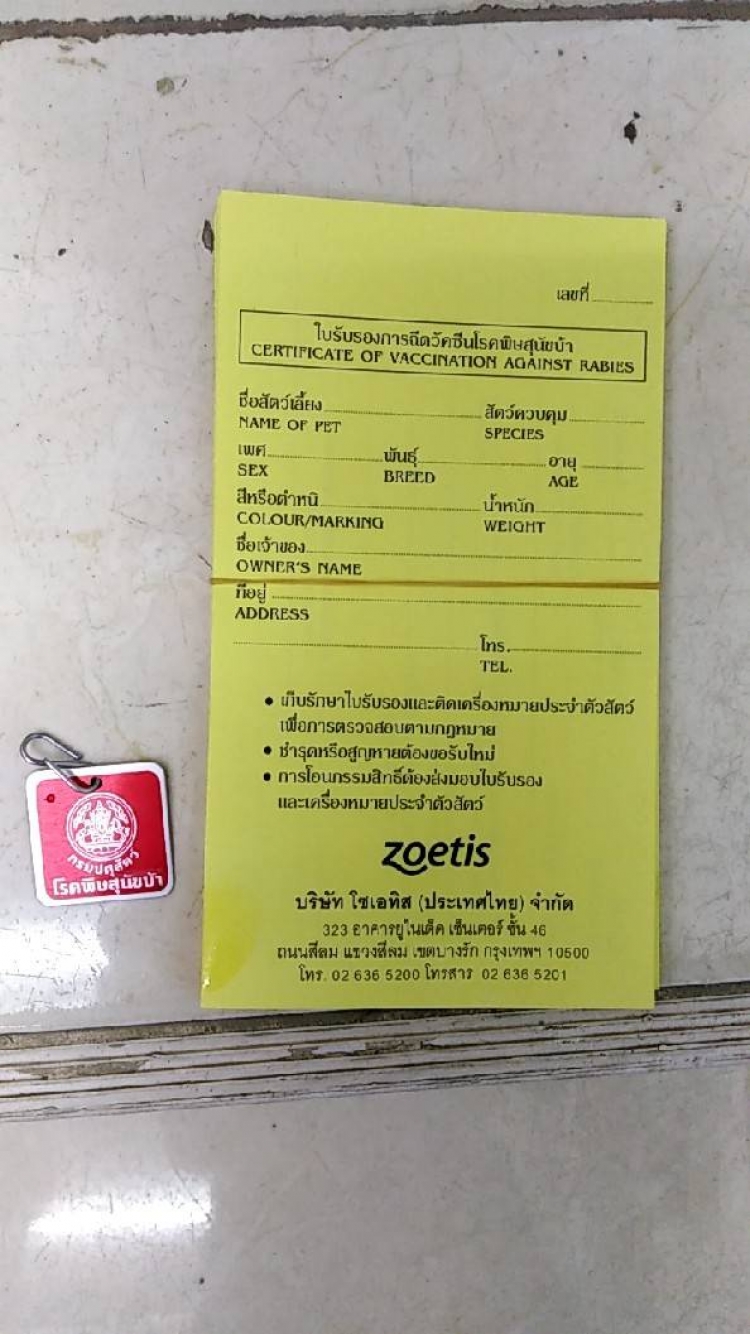 เลขที่
ใบรับรองการฉีดวัคซีนโรคพิษสุนัขบ้า
CERTIFICATE OF VACCINATION AGAINST RABIES
ชื่อสัตว์เลี้ยง สัตว์ควบคุม
NAME OF PET SPECIES
เพศ พันธุ์ อายุ
SEX BREED AGE
สีหรือตำหนิ น้ำหนัก
COLOUR/MARKING WEIGHT
ชื่อเจ้าของ
OWNER'S NAME
ที่อยู่
ADDRESS
โทร.
TEL.
• เก็บรักษาใบรับรองและติดเครื่องหมายประจำตัวสัตว์
เพื่อการตรวจสอบตามกฎหมาย
• ชำรุดหรือสูญหายต้องขอรับใหม่
• การโอนกรรมสิทธิ์ต้องส่งมอบใบรับรอง
และเครื่องหมายประจำตัวสัตว์
zoetis
บริษัท โซเอทิส (ประเทศไทย) จำกัด
323 อาคารยูไนเต็ด เซ็นเตอร์ ชั้น 46
ถนนสีลม แขวงสีลม เขตบางรัก กรุงเทพฯ 10500
โทร. 02 636 5200 โทรสาร 02 636 5201
กรมปศุสัตว์
โรคพิษสุนัขบ้า